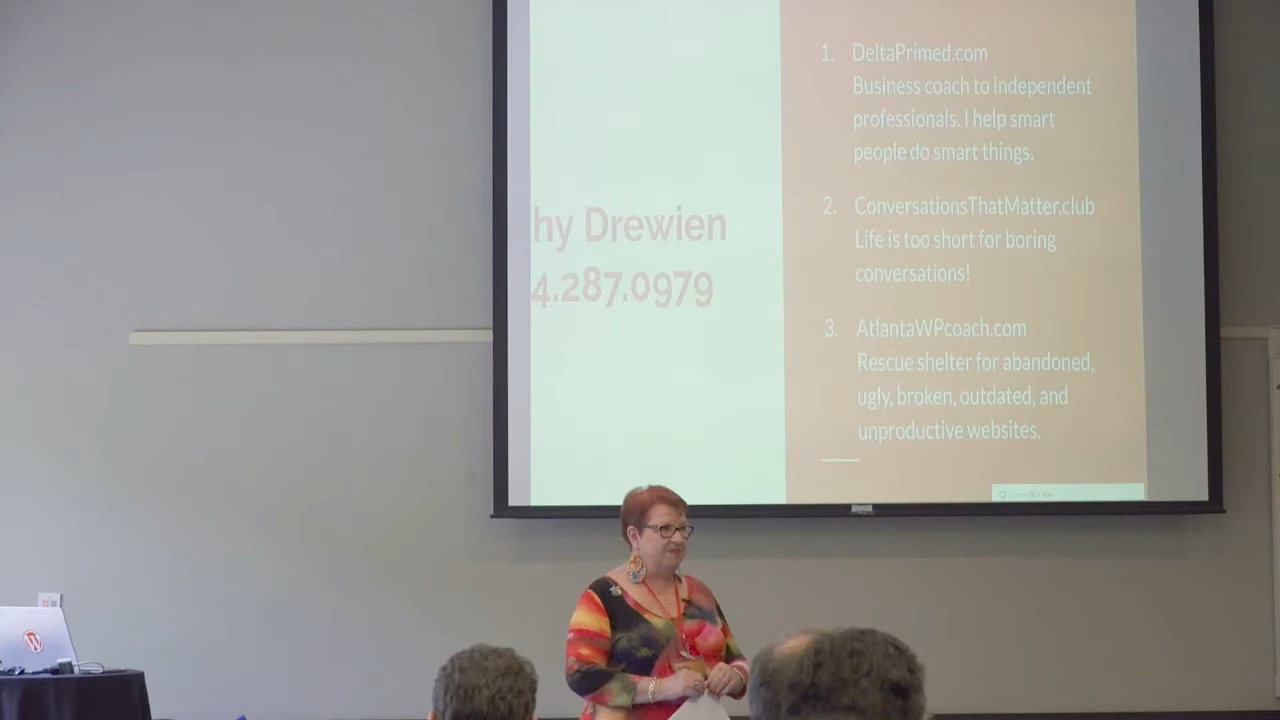 hy Drewien
4.287.0979
1. DeltaPrimed.com
Business coach to independent
professionals. I help smart
people do smart things.
2. ConversationsThatMatter.club
Life is too short for boring
conversations!
3. AtlantaWPcoach.com
Rescue shelter for abandoned,
ugly, broken, outdated, and
unproductive websites.